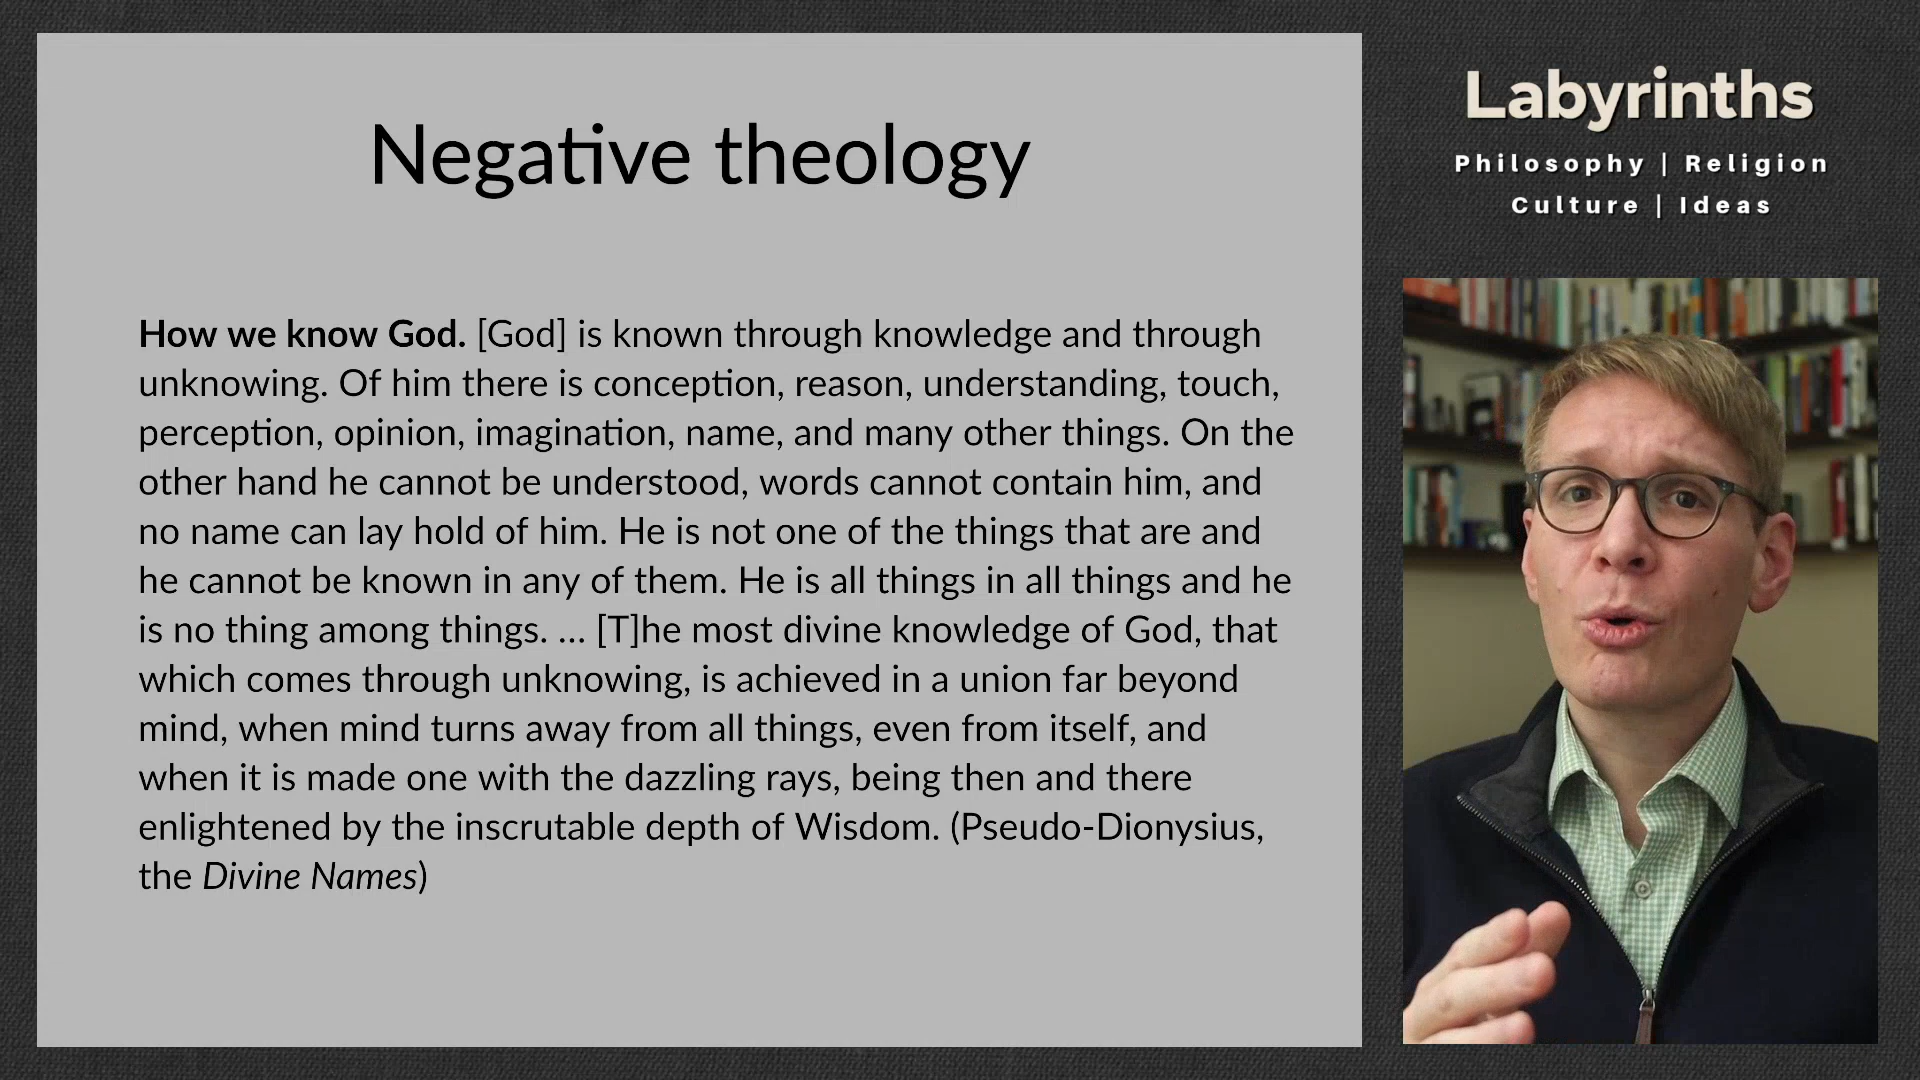 Negative theology
How we know God. [God] is known through knowledge and through
unknowing. Of him there is conception, reason, understanding, touch,
perception, opinion, imagination, name, and many other things. On the
other hand he cannot be understood, words cannot contain him, and
no name can lay hold of him. He is not one of the things that are and
he cannot be known in any of them. He is all things in all things and he
is no thing among things. ... [T]he most divine knowledge of God, that
which comes through unknowing, is achieved in a union far beyond
mind, when mind turns away from all things, even from itself, and
when it is made one with the dazzling rays, being then and there
enlightened by the inscrutable depth of Wisdom. (Pseudo-Dionysius,
the Divine Names)
Labyrinths
Philosophy | Religion
Culture | Ideas